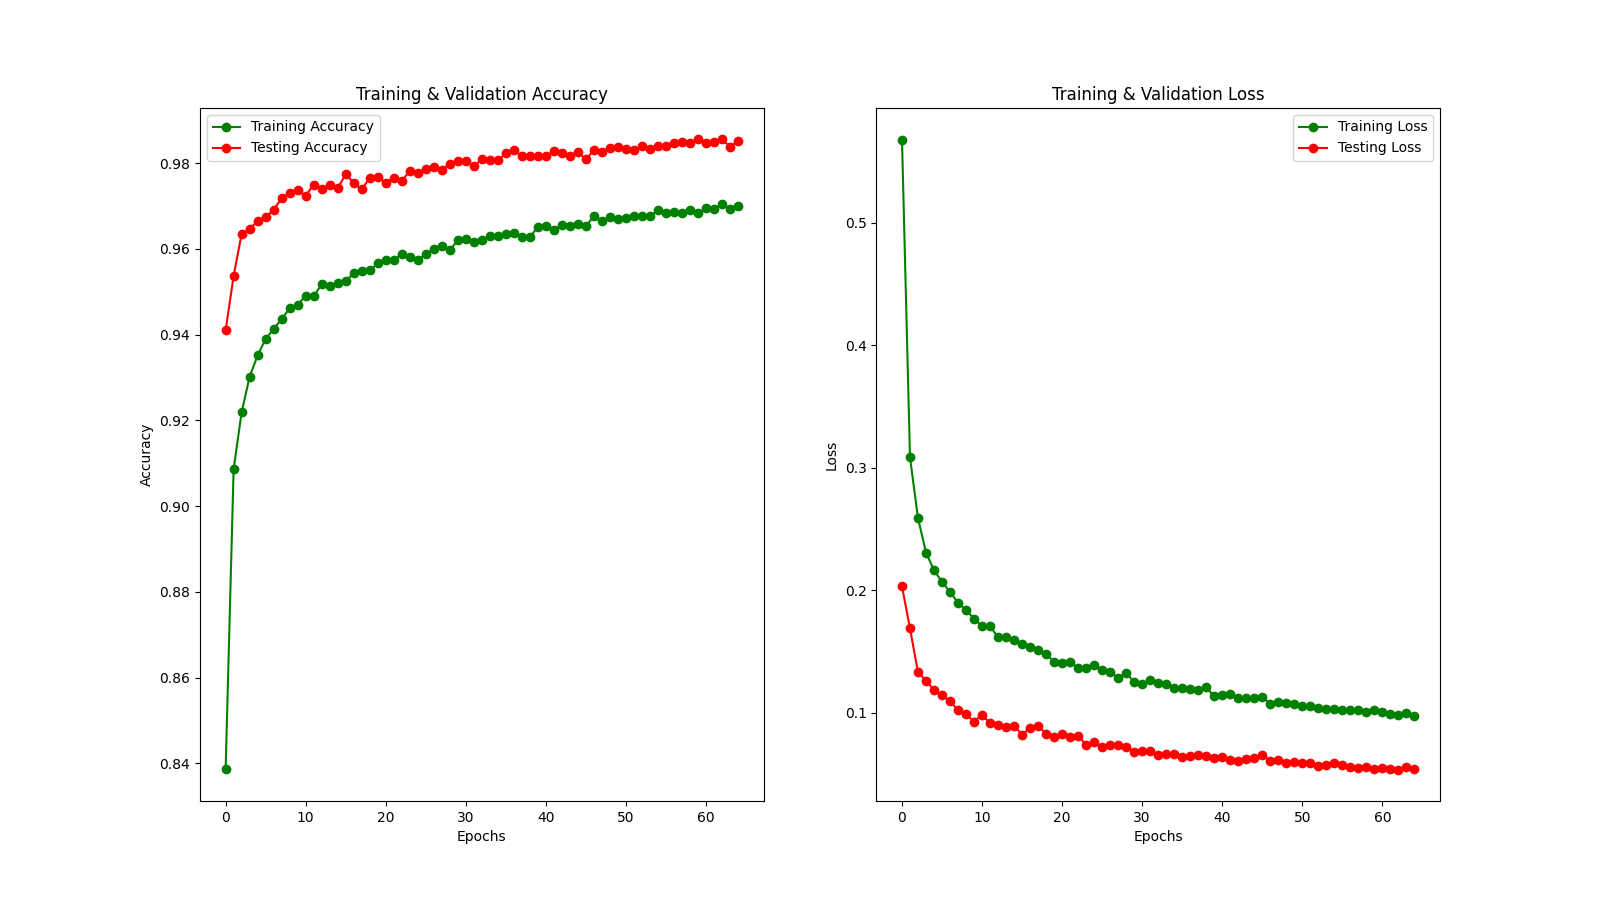 Training & Validation Accuracy
Training Accuracy
Testing Accuracy
0.98
0.96
0.94
0.92
0.90
0.88
0.86
0.84
Accuracy
0
10
20
30
40
50
60
Epochs
Training & Validation Loss
Training Loss
Testing Loss
0.5
0.4
0.3
0.2
0.1
Loss
0
10
20
30
40
50
60
Epochs